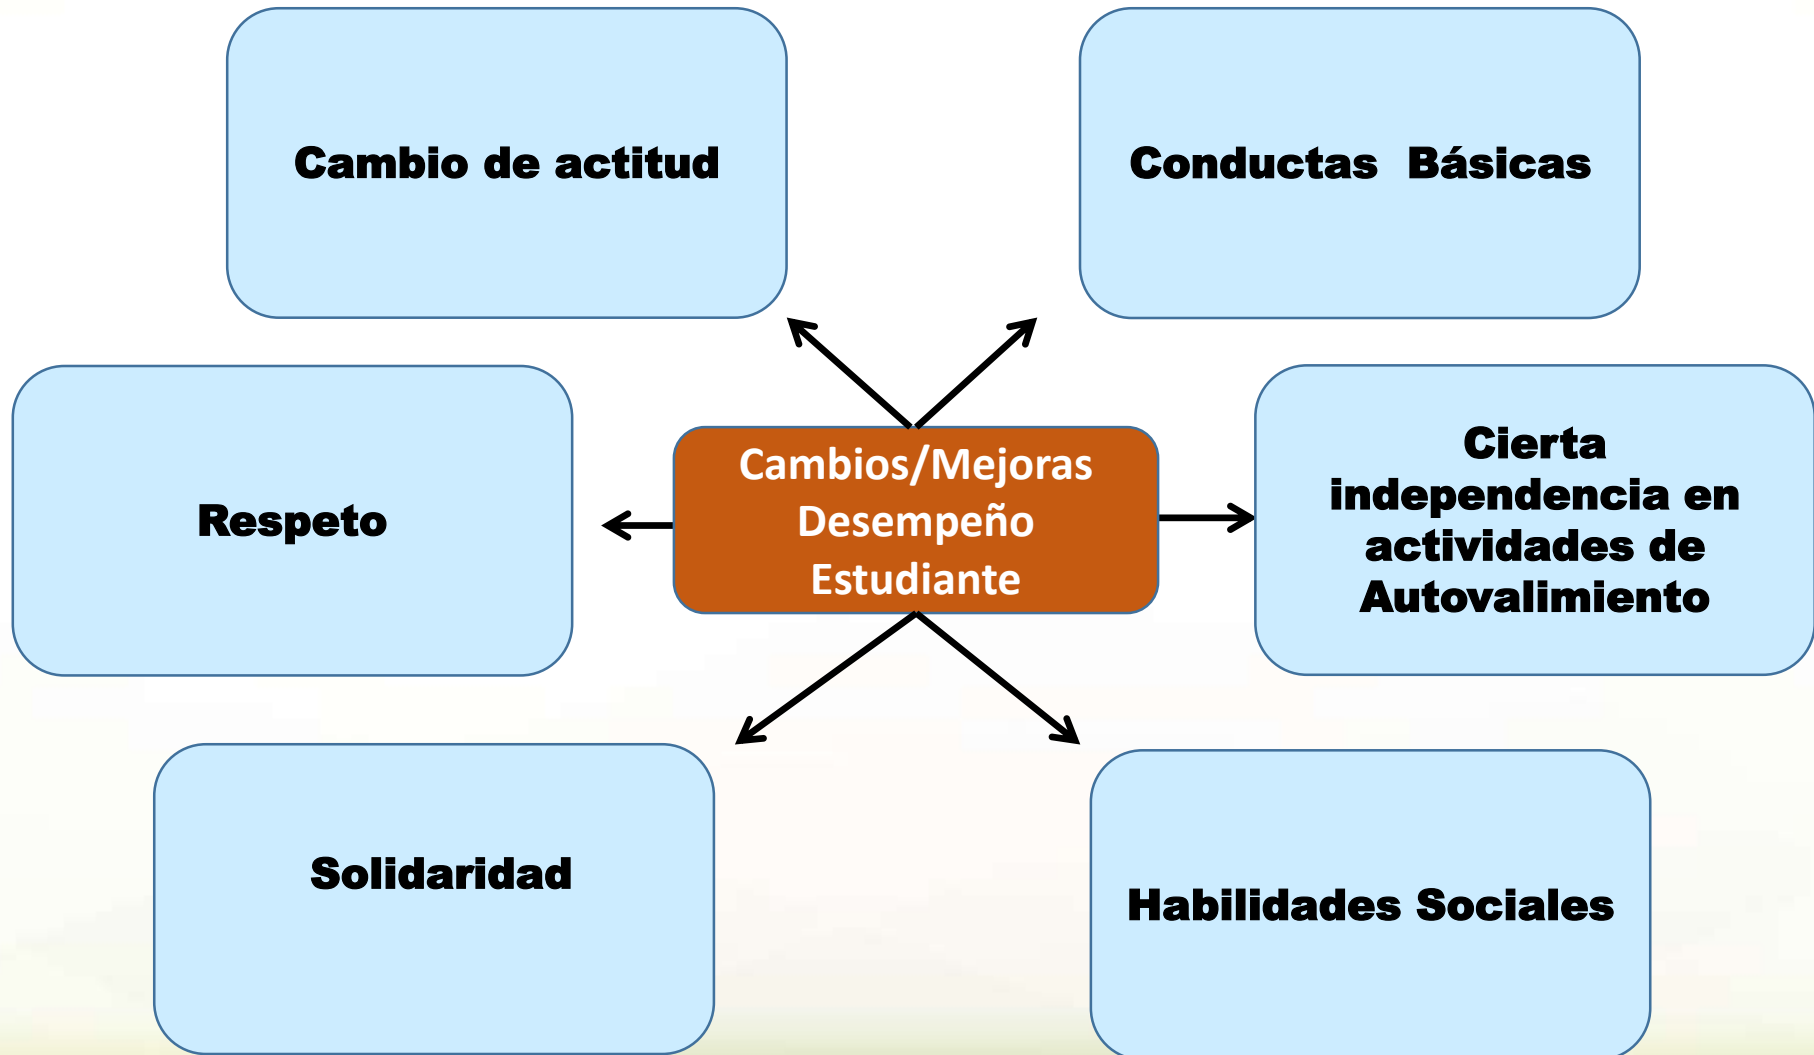 Cambio de actitud
Conductas  Básicas
Respeto
Cambios/Mejoras
Desempeño
Estudiante
Cierta
independencia en
actividades de
Autovalimiento
Solidaridad
Habilidades Sociales